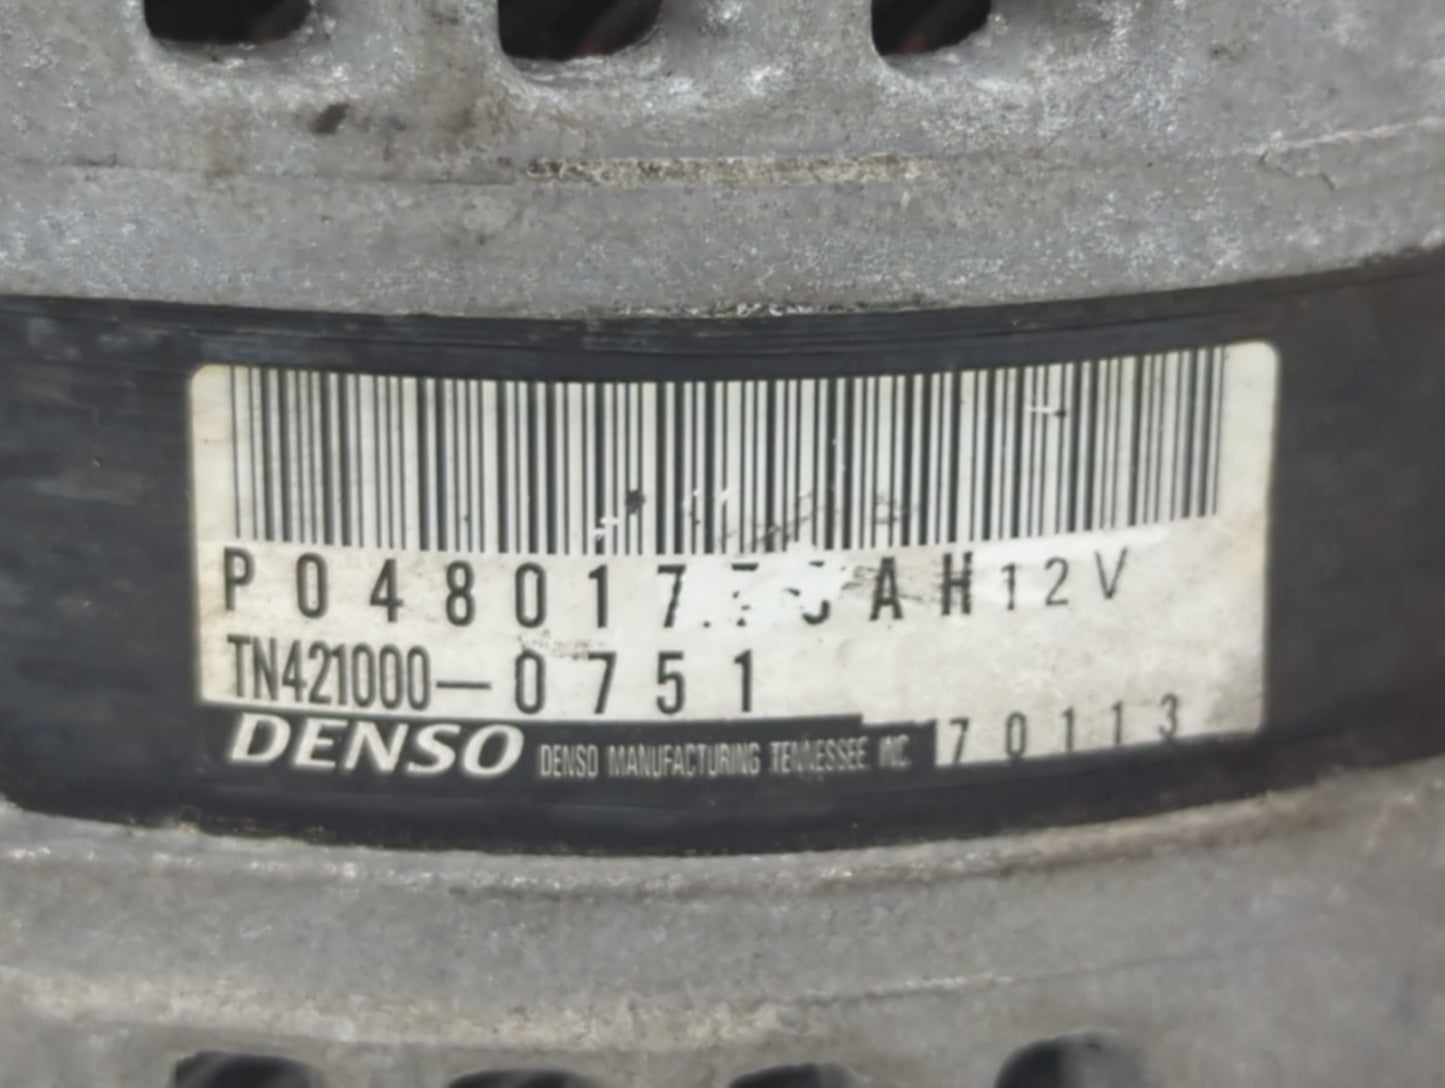 12V
TN421000-0751
DENSO DENSO MANUFACTURING TENNESSEE INC. 70113